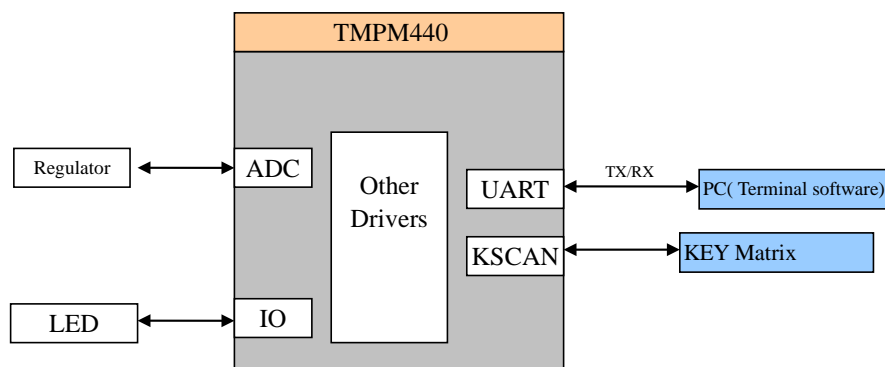 TMPM440
Regulator
ADC
Other
Drivers
TX/RX
UART
PC( Terminal software)
KSCAN
KEY Matrix
LED
IO